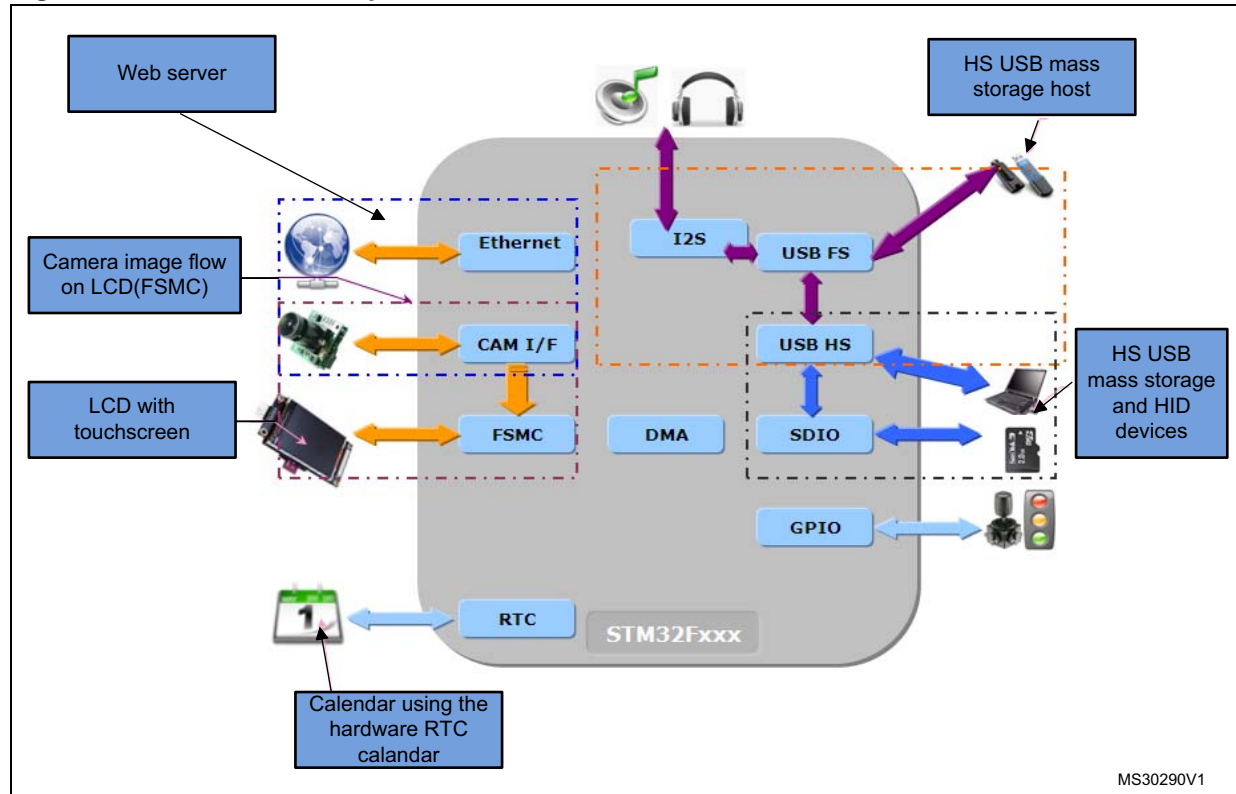 Web server
HS USB mass
storage host
Camera image flow
on LCD(FSMC)
LCD with
touchscreen
Ethernet
I2S
USB FS
CAM I/F
USB HS
FSMC
DMA
SDIO
GPIO
RTC
STM32Fxxx
HS USB
mass storage
and HID
devices
1
Calendar using the
hardware RTC
calandar
MS30290V1